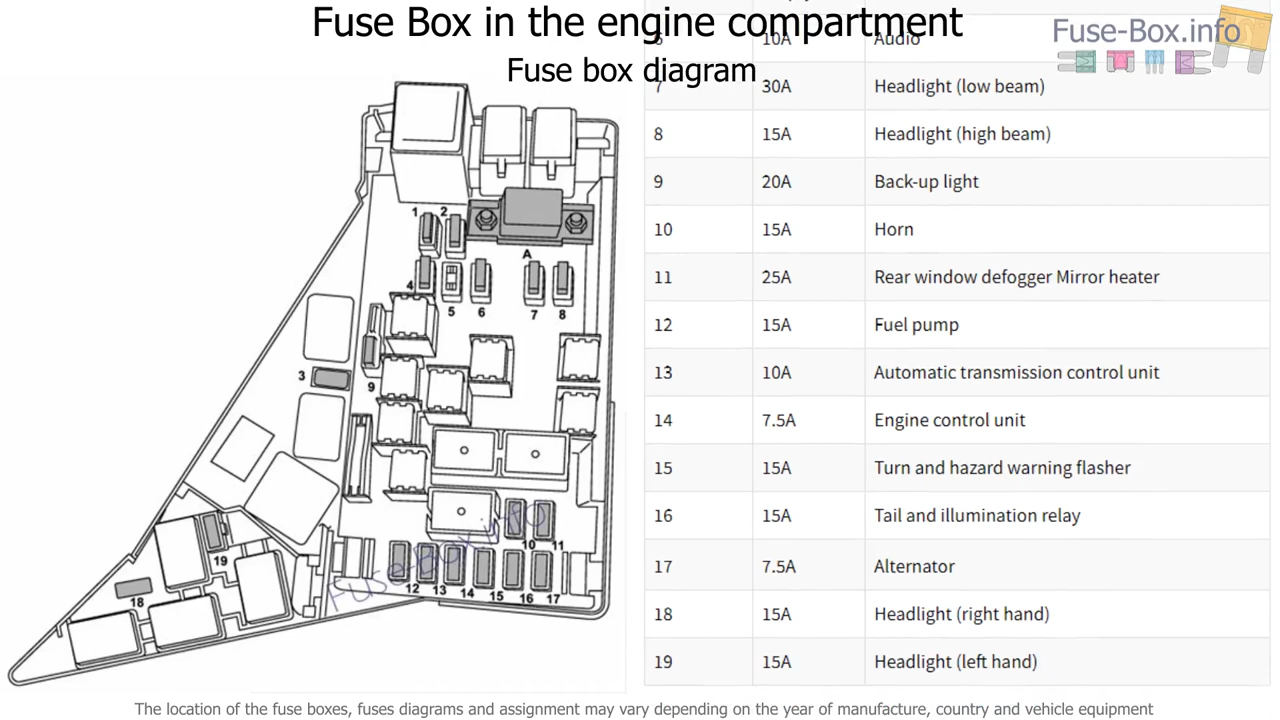 Fuse Box in the engine compartment
Fuse box diagram
Fuse-Box.info
10A Audio
7 30A Headlight (low beam)
8 15A Headlight (high beam)
9 20A Back-up light
10 15A Horn
11 25A Rear window defogger Mirror heater
12 15A Fuel pump
13 10A Automatic transmission control unit
14 7.5A Engine control unit
15 15A Turn and hazard warning flasher
16 15A Tail and illumination relay
17 7.5A Alternator
18 15A Headlight (right hand)
19 15A Headlight (left hand)
1 2
A
4
5 6 7 8
3 9
10 11
19
12 13 14 15 16 17
18
Fuse-Box.info
The location of the fuse boxes, fuses diagrams and assignment may vary depending on the year of manufacture, country and vehicle equipment